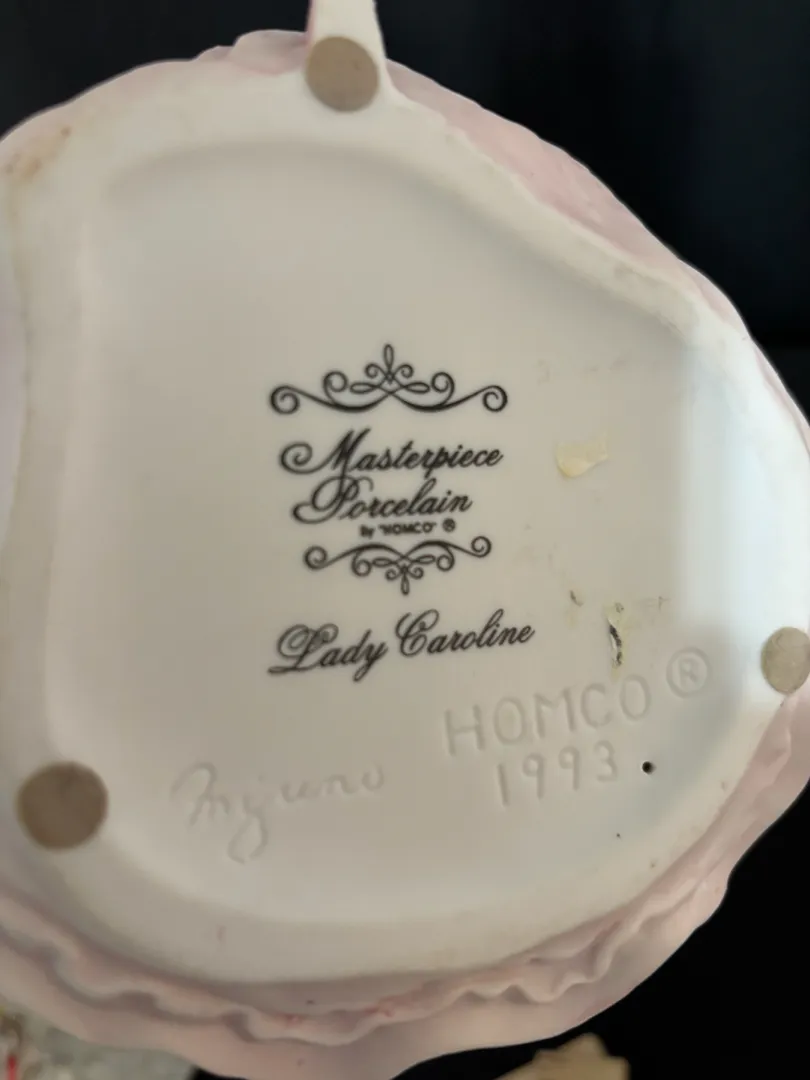 Masterpiece
Porcelain
By "HOMCO" ®
Lady Caroline
HOMCO ®
1993